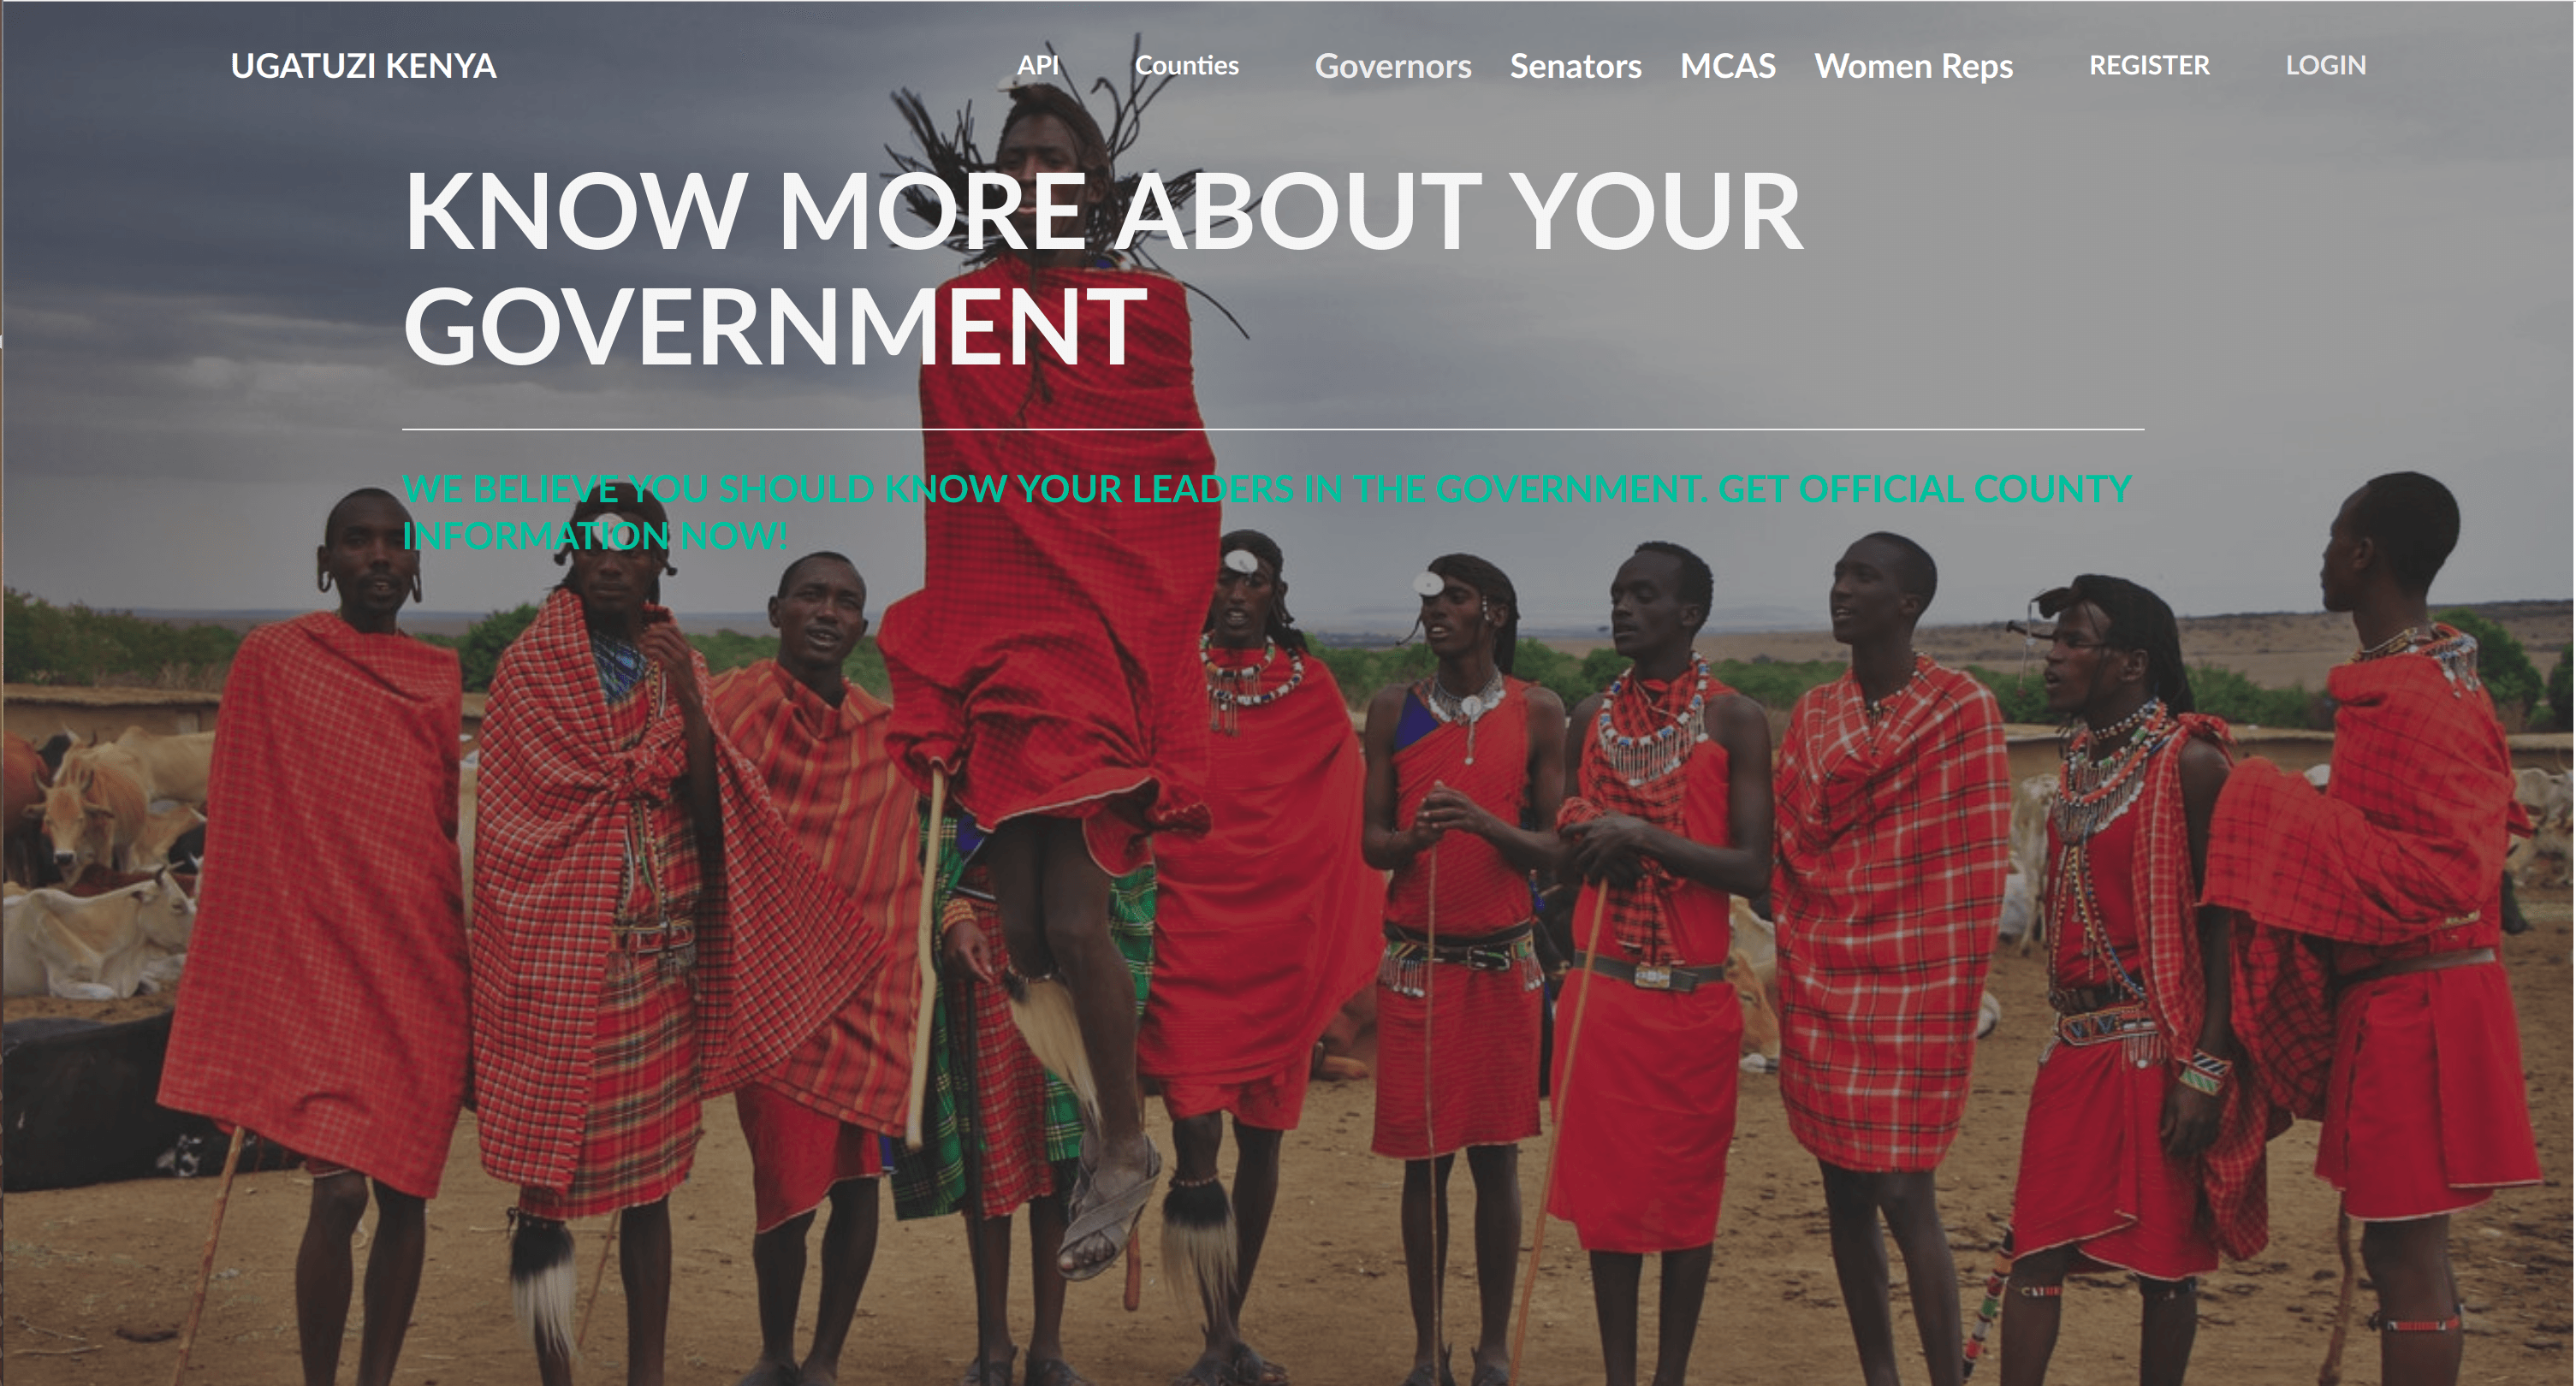 UGATUZI KENYA
API Counties Governors Senators MCAS Women Reps REGISTER LOGIN
KNOW MORE ABOUT YOUR
GOVERNMENT
WE BELIEVE YOU SHOULD KNOW YOUR LEADERS IN THE GOVERNMENT. GET OFFICIAL COUNTY
INFORMATION NOW!